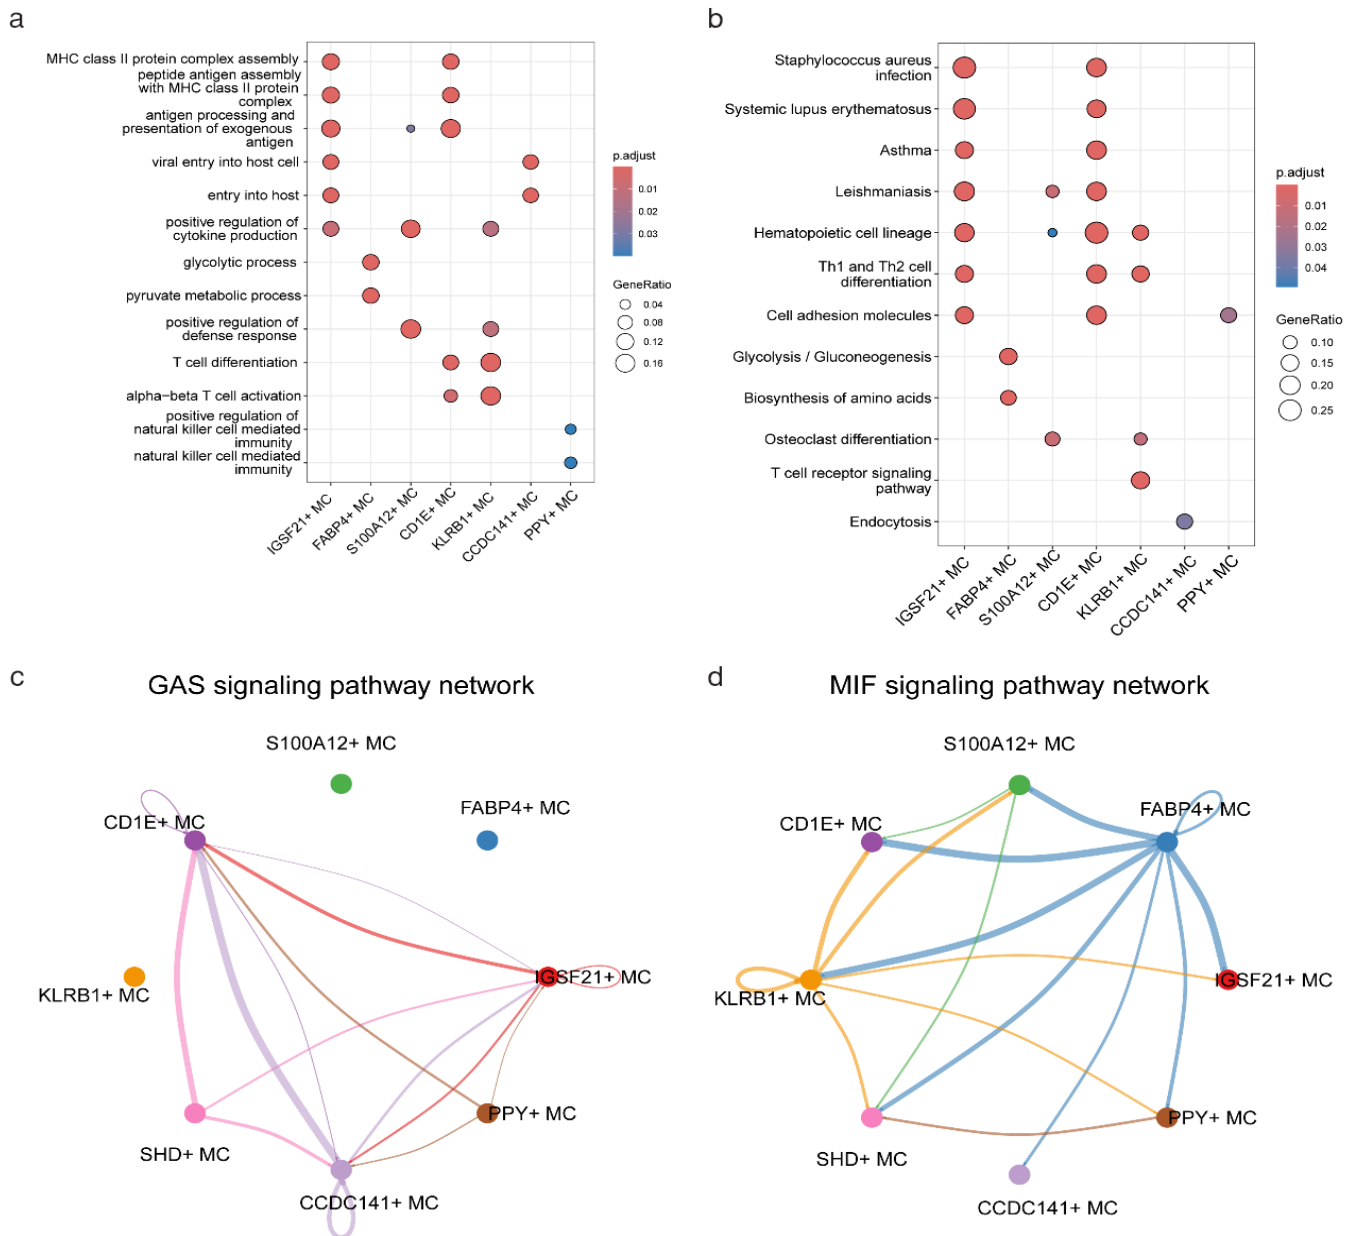 a
MHC class II protein complex assembly
peptide antigen assembly
with MHC class II protein
complex
antigen processing and
presentation of exogenous
antigen
viral entry into host cell
entry into host
positive regulation of
cytokine production
glycolytic process
pyruvate metabolic process
positive regulation of
defense response
T cell differentiation
alpha−beta T cell activation
positive regulation of
natural killer cell mediated
immunity
natural killer cell mediated
immunity
IGSF21+ MC
FABP4+ MC
S100A12+ MC
CD1E+ MC
KLRB1+ MC
CCDC141+ MC
PPY+ MC
p.adjust
0.01
0.02
0.03
GeneRatio
0.04
0.08
0.12
0.16
b
Staphylococcus aureus
infection
Systemic lupus erythematosus
Asthma
Leishmaniasis
Hematopoietic cell lineage
Th1 and Th2 cell
differentiation
Cell adhesion molecules
Glycolysis / Gluconeogenesis
Biosynthesis of amino acids
Osteoclast differentiation
T cell receptor signaling
pathway
Endocytosis
IGSF21+ MC
FABP4+ MC
S100A12+ MC
CD1E+ MC
KLRB1+ MC
CCDC141+ MC
PPY+ MC
p.adjust
0.01
0.02
0.03
0.04
GeneRatio
0.10
0.15
0.20
0.25
c
GAS signaling pathway network
S100A12+ MC
FABP4+ MC
CD1E+ MC
IGSF21+ MC
KLRB1+ MC
PPY+ MC
SHD+ MC
CCDC141+ MC
d
MIF signaling pathway network
S100A12+ MC
FABP4+ MC
CD1E+ MC
IGSF21+ MC
KLRB1+ MC
PPY+ MC
SHD+ MC
CCDC141+ MC